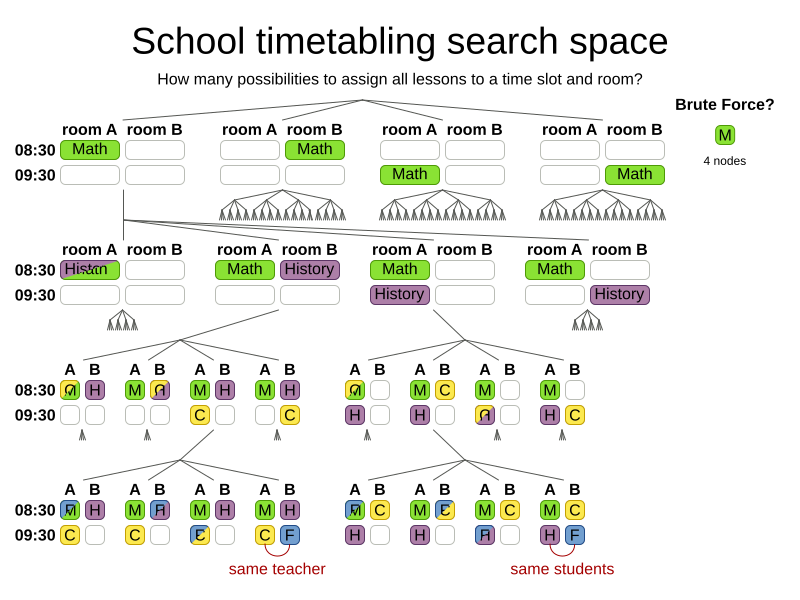 School timetabling search space
How many possibilities to assign all lessons to a time slot and room?
Brute Force?
M
4 nodes
room A room B room A room B room A room B room A room B
08:30 Math Math
09:30 Math Math
room A room B room A room B room A room B room A room B
08:30 Math History Math Math
09:30 History History
A B A B A B A B A B A B A B A B
08:30 M H M M H M H M M C M M
09:30 C C H H H C
A B A B A B A B A B A B A B A B
08:30 M H M M H M H M C M M C M C
09:30 C C C F H H H F
same teacher same students